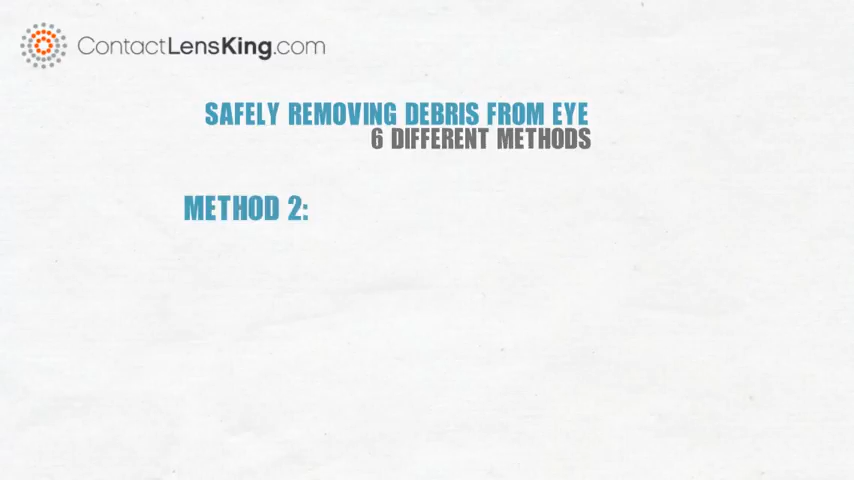 ContactLensKing.com
SAFELY REMOVING DEBRIS FROM EYE
6 DIFFERENT METHODS
METHOD 2: